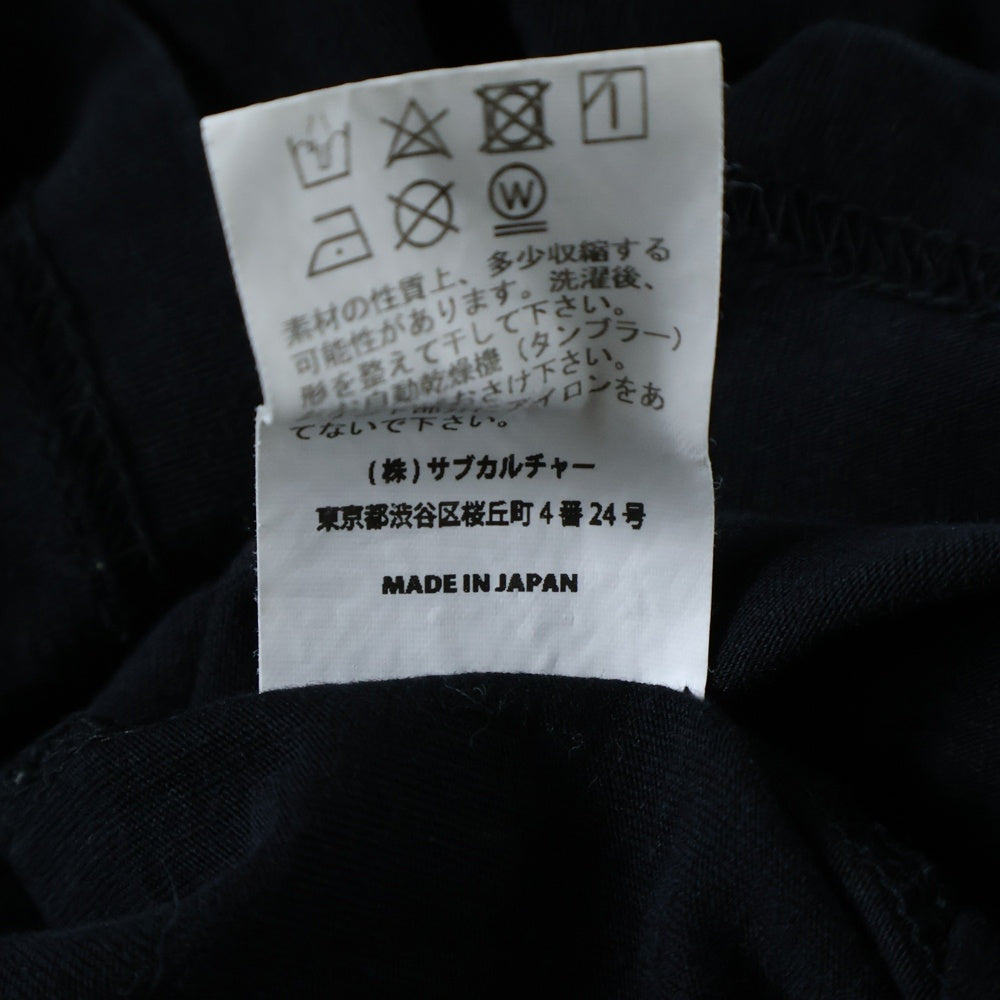 W
素材の性質上、多少収縮する
可能性があります。洗濯後、
形を整えて干して下さい。
お自動乾燥機（タンブラー）
おさけ下さい。
アイロンをあ
てないで下さい。
(株)サブカルチャー
東京都渋谷区桜丘町4番24号
MADE IN JAPAN